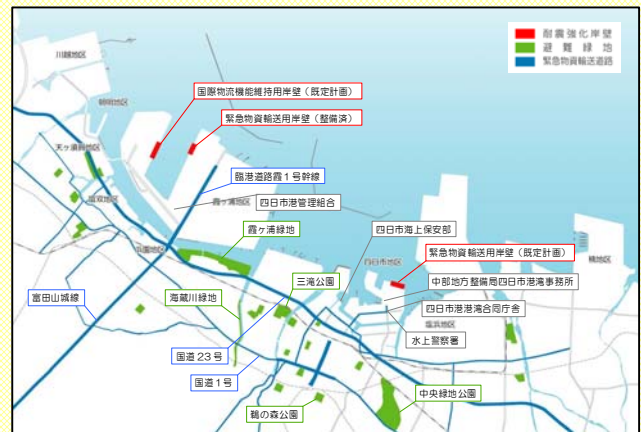 耐震強化岸壁
避難緑地
緊急物資輸送道路
川越地区
国際物流機能維持用岸壁（既定計画）
朝明地区
緊急物資輸送用岸壁（整備済）
天ヶ須賀地区
臨港道路霞1号幹線
富双地区
四日市港管理組合
霞ヶ浦地区
霞ヶ浦緑地
四日市海上保安部
四日市地区
緊急物資輸送用岸壁（既定計画）
楠地区
三滝公園
中部地方整備局四日市港湾事務所
富田山城線
海蔵川緑地
四日市港湾合同庁舎
塩浜地区
水上警察署
国道23号
国道1号
中央緑地公園
鵜の森公園